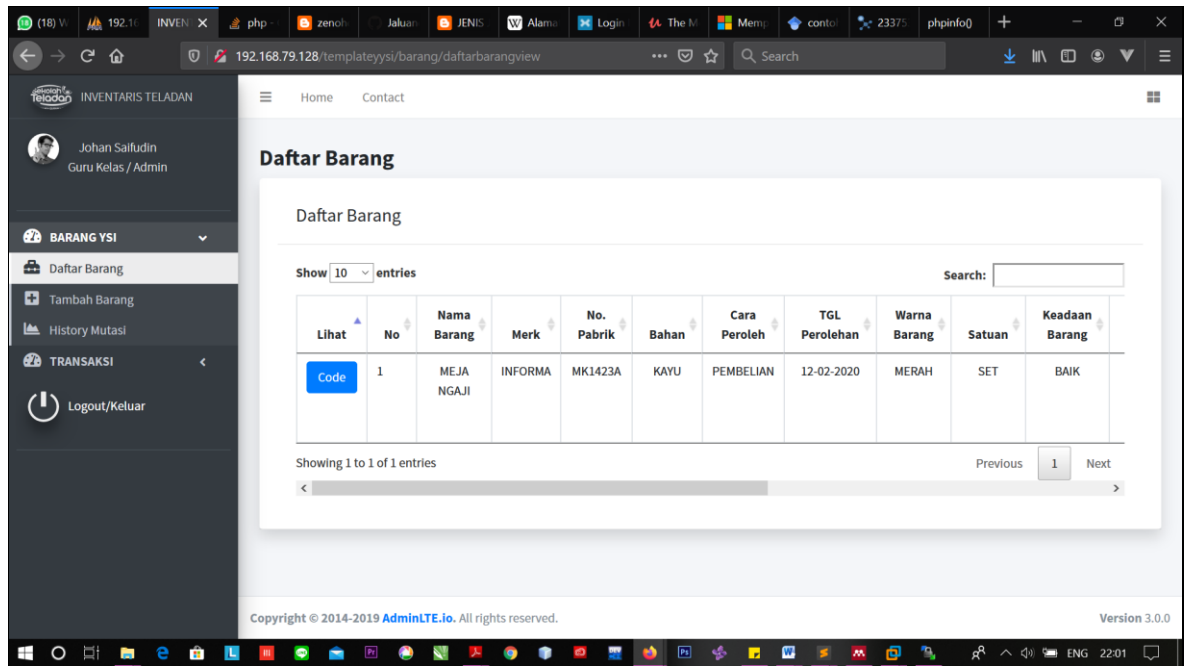 (18) W
192.16
INVEN
php -
zenoh
Jaluan
JENIS
Alama
Login
The M
Memp
contol
23375
phpinfo()
192.168.79.128/templateyysi/barang/daftarbarangview
Search
Sekolah
Teladan
INVENTARIS TELADAN
Home Contact
Johan Saifudin
Guru Kelas / Admin
BARANG YSI
Daftar Barang
Tambah Barang
History Mutasi
TRANSAKSI
Logout/Keluar
Daftar Barang
Daftar Barang
Show 10 entries
Search:
Lihat No Nama Barang Merk No. Pabrik Bahan Cara Peroleh TGL Perolehan Warna Barang Satuan Keadaan Barang
Code 1 MEJA NGAJI INFORMA MK1423A KAYU PEMBELIAN 12-02-2020 MERAH SET BAIK
Showing 1 to 1 of 1 entries
Previous 1 Next
Copyright © 2014-2019 AdminLTE.io. All rights reserved.
Version 3.0.0
ENG 22:01